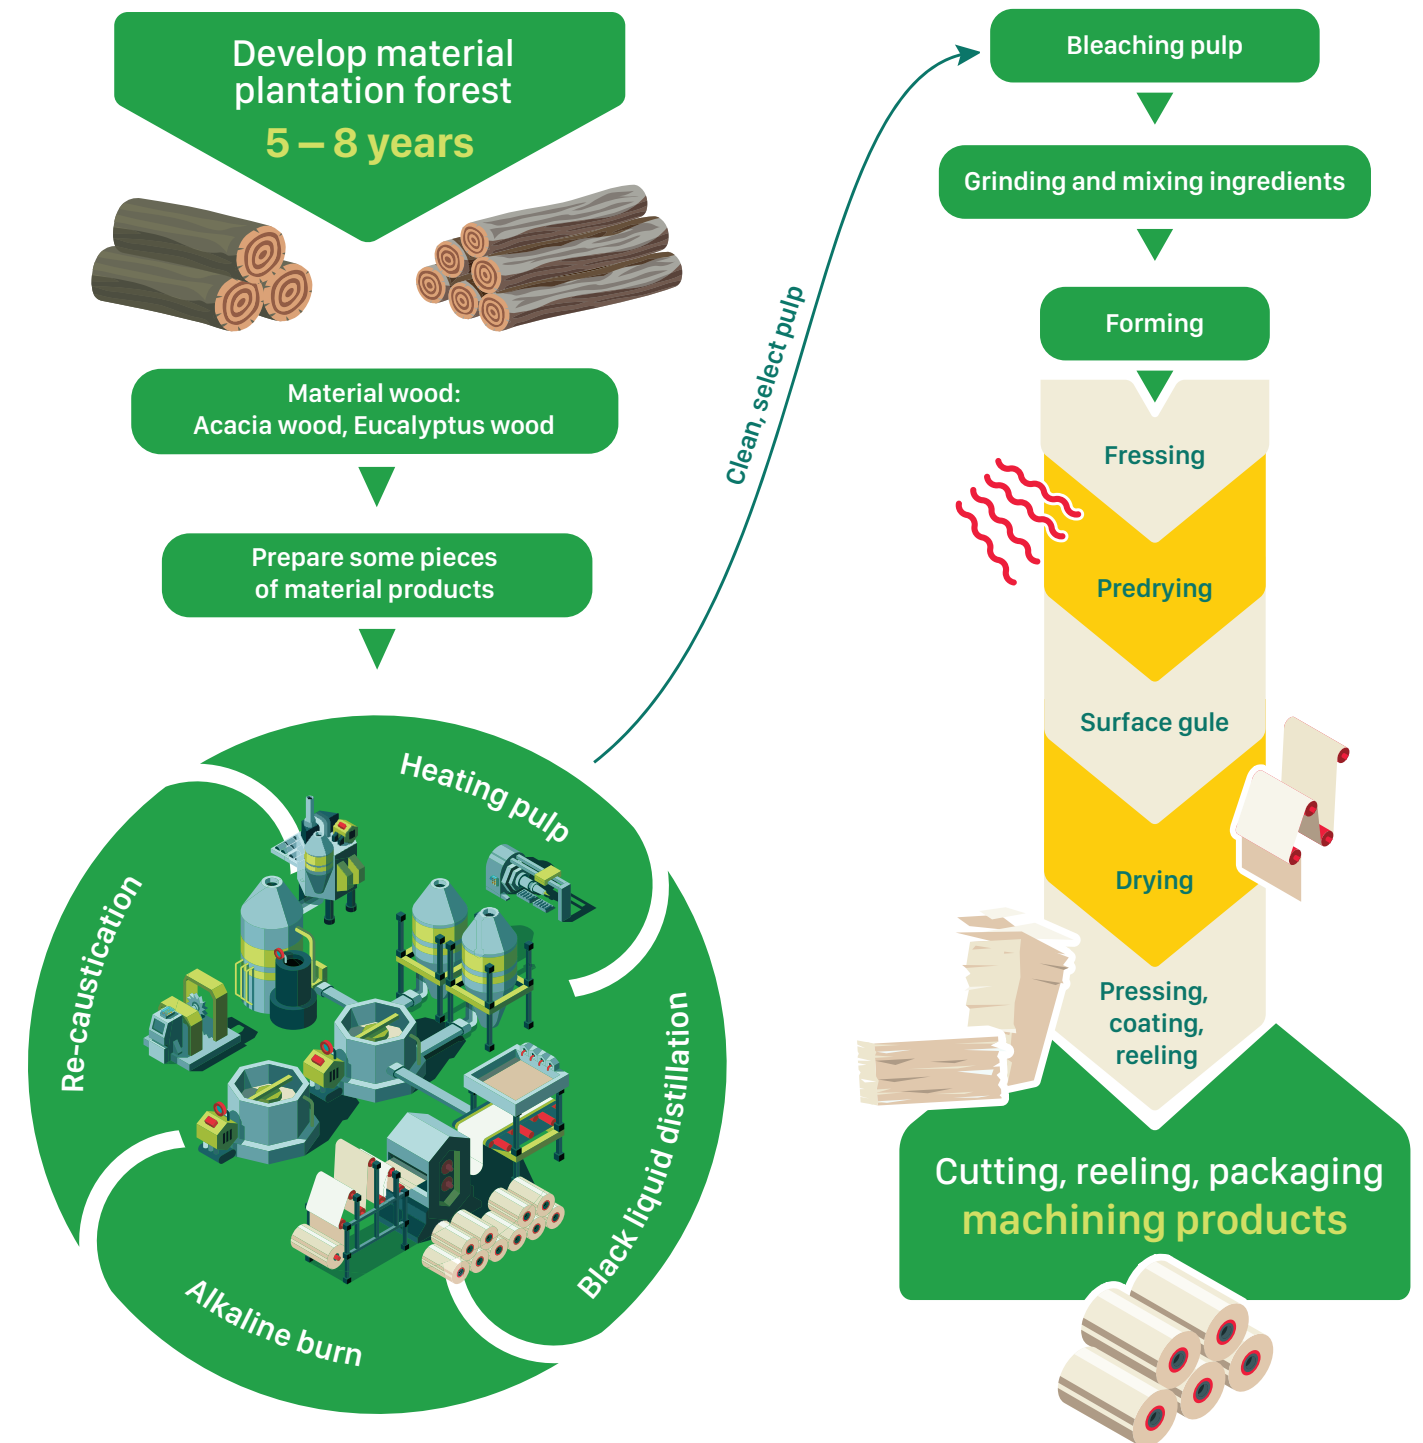 Develop material
plantation forest
5 – 8 years
Material wood:
Acacia wood, Eucalyptus wood
Prepare some pieces
of material products
Heating pulp
Black liquid distillation
Alkaline burn
Re-caustication
Clean, select pulp
Bleaching pulp
Grinding and mixing ingredients
Forming
Fressing
Predrying
Surface gule
Drying
Pressing,
coating,
reeling
Cutting, reeling, packaging
machining products